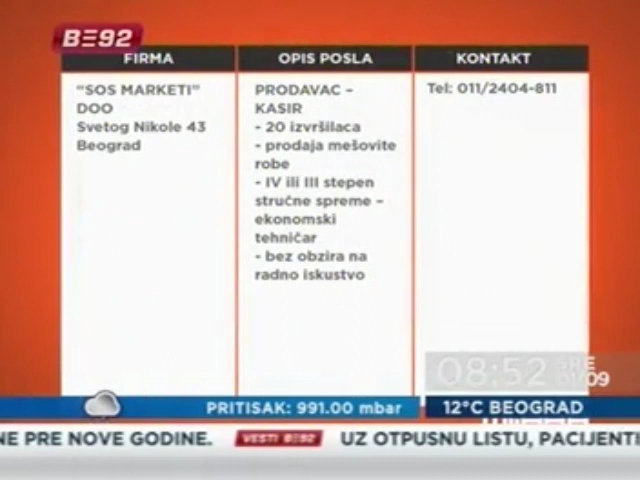 B92
FIRMA
OPIS POSLA
KONTAKT
“SOS MARKETI”
DOO
Svetog Nikole 43
Beograd
PRODAVAC –
KASIR
- 20 izvršilaca
- prodaja mešovite
robe
- IV ili III stepen
stručne spreme –
ekonomski
tehničar
- bez obzira na
radno iskustvo
Tel: 011/2404-811
08:52
SRE
PRITISAK: 991.00 mbar
12°C BEOGRAD
NE PRE NOVE GODINE.
VESTI B92
UZ OTPUSNU LISTU, PACIJENTI